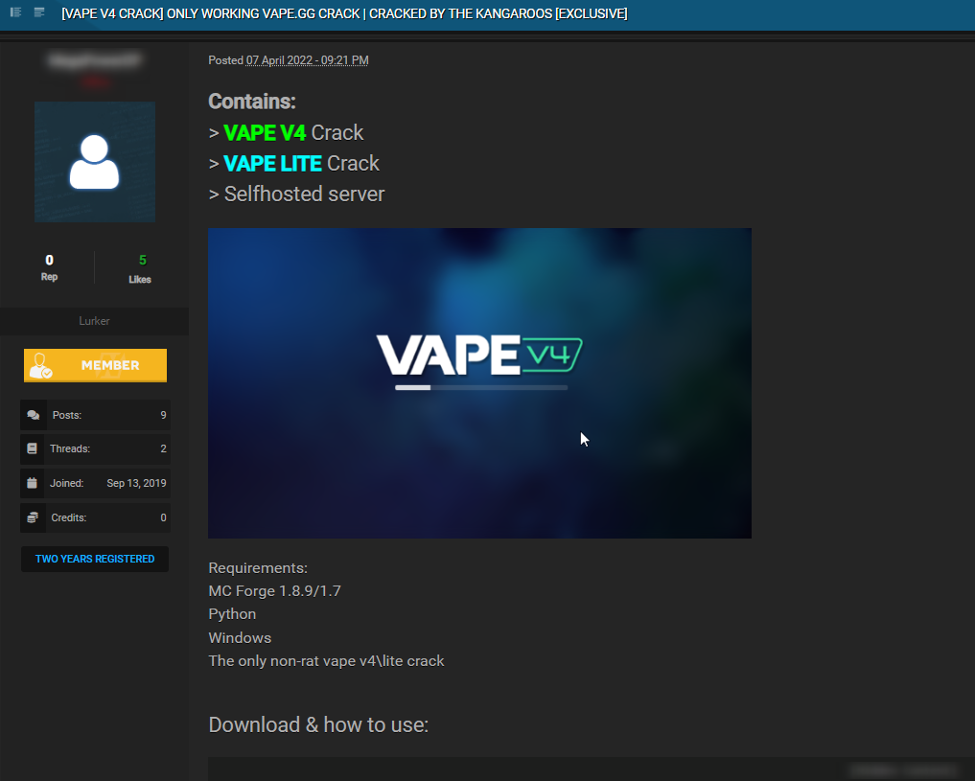 [VAPE V4 CRACK] ONLY WORKING VAPE.GG CRACK | CRACKED BY THE KANGAROOS [EXCLUSIVE]
Posted 07 April 2022 - 09:21 PM
Contains:
> VAPE V4 Crack
> VAPE LITE Crack
> Selfhosted server
0
Rep
5
Likes
Lurker
MEMBER
Posts: 9
Threads: 2
Joined: Sep 13, 2019
Credits: 0
TWO YEARS REGISTERED
VAPE V4
Requirements:
MC Forge 1.8.9/1.7
Python
Windows
The only non-rat vape v4\lite crack
Download & how to use: